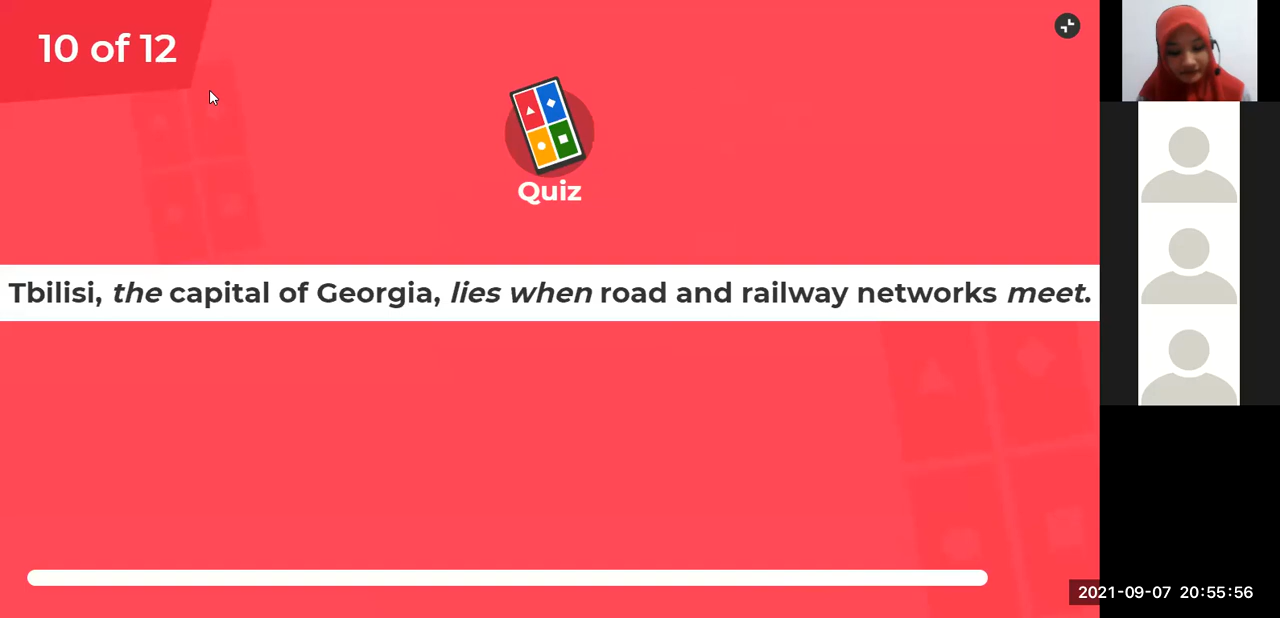 10 of 12
Quiz
Tbilisi, the capital of Georgia, lies when road and railway networks meet.
2021-09-07 20:55:56